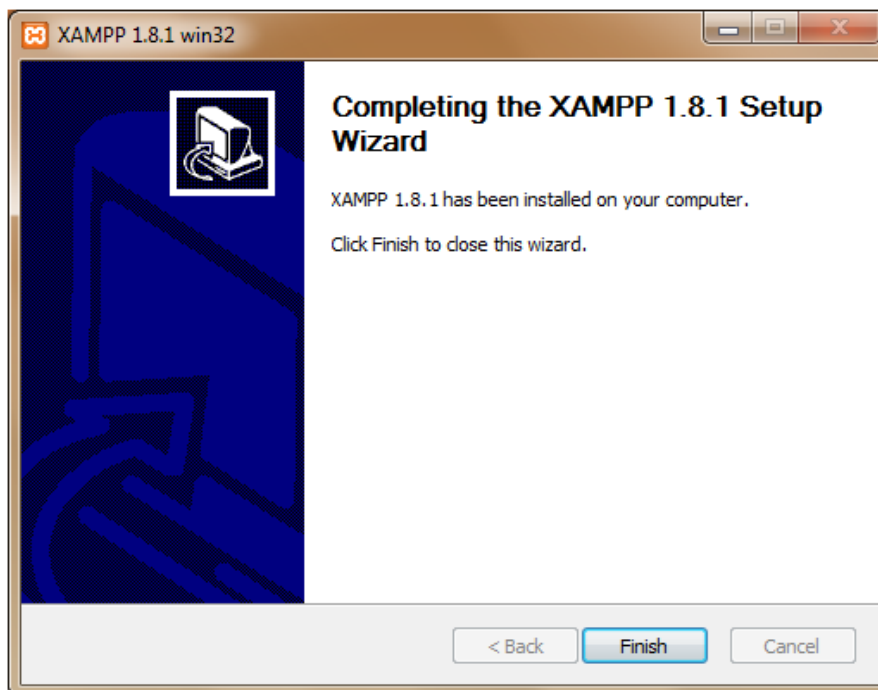 XAMPP 1.8.1 win32
Completing the XAMPP 1.8.1 Setup
Wizard
XAMPP 1.8.1 has been installed on your computer.
Click Finish to close this wizard.
< Back
Finish
Cancel